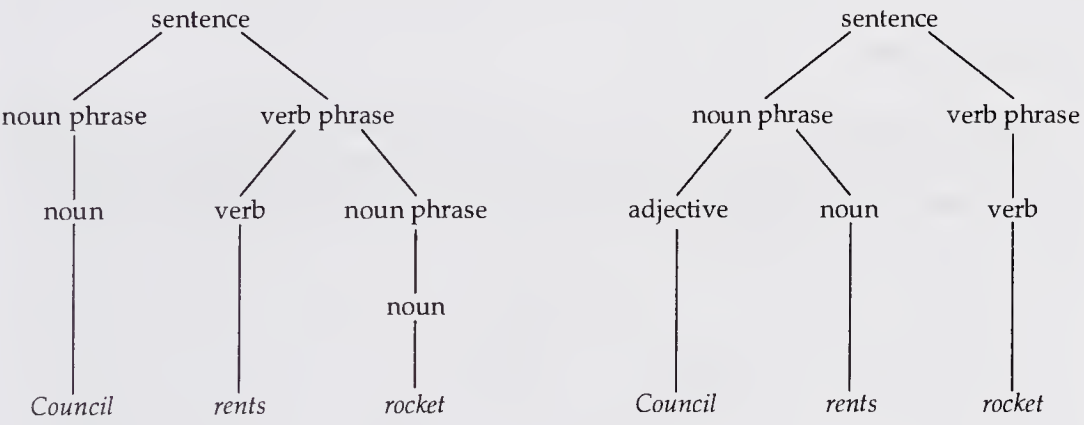 sentence sentence
noun phrase verb phrase noun phrase verb phrase
noun verb noun phrase adjective noun verb
noun
Council rents rocket Council rents rocket